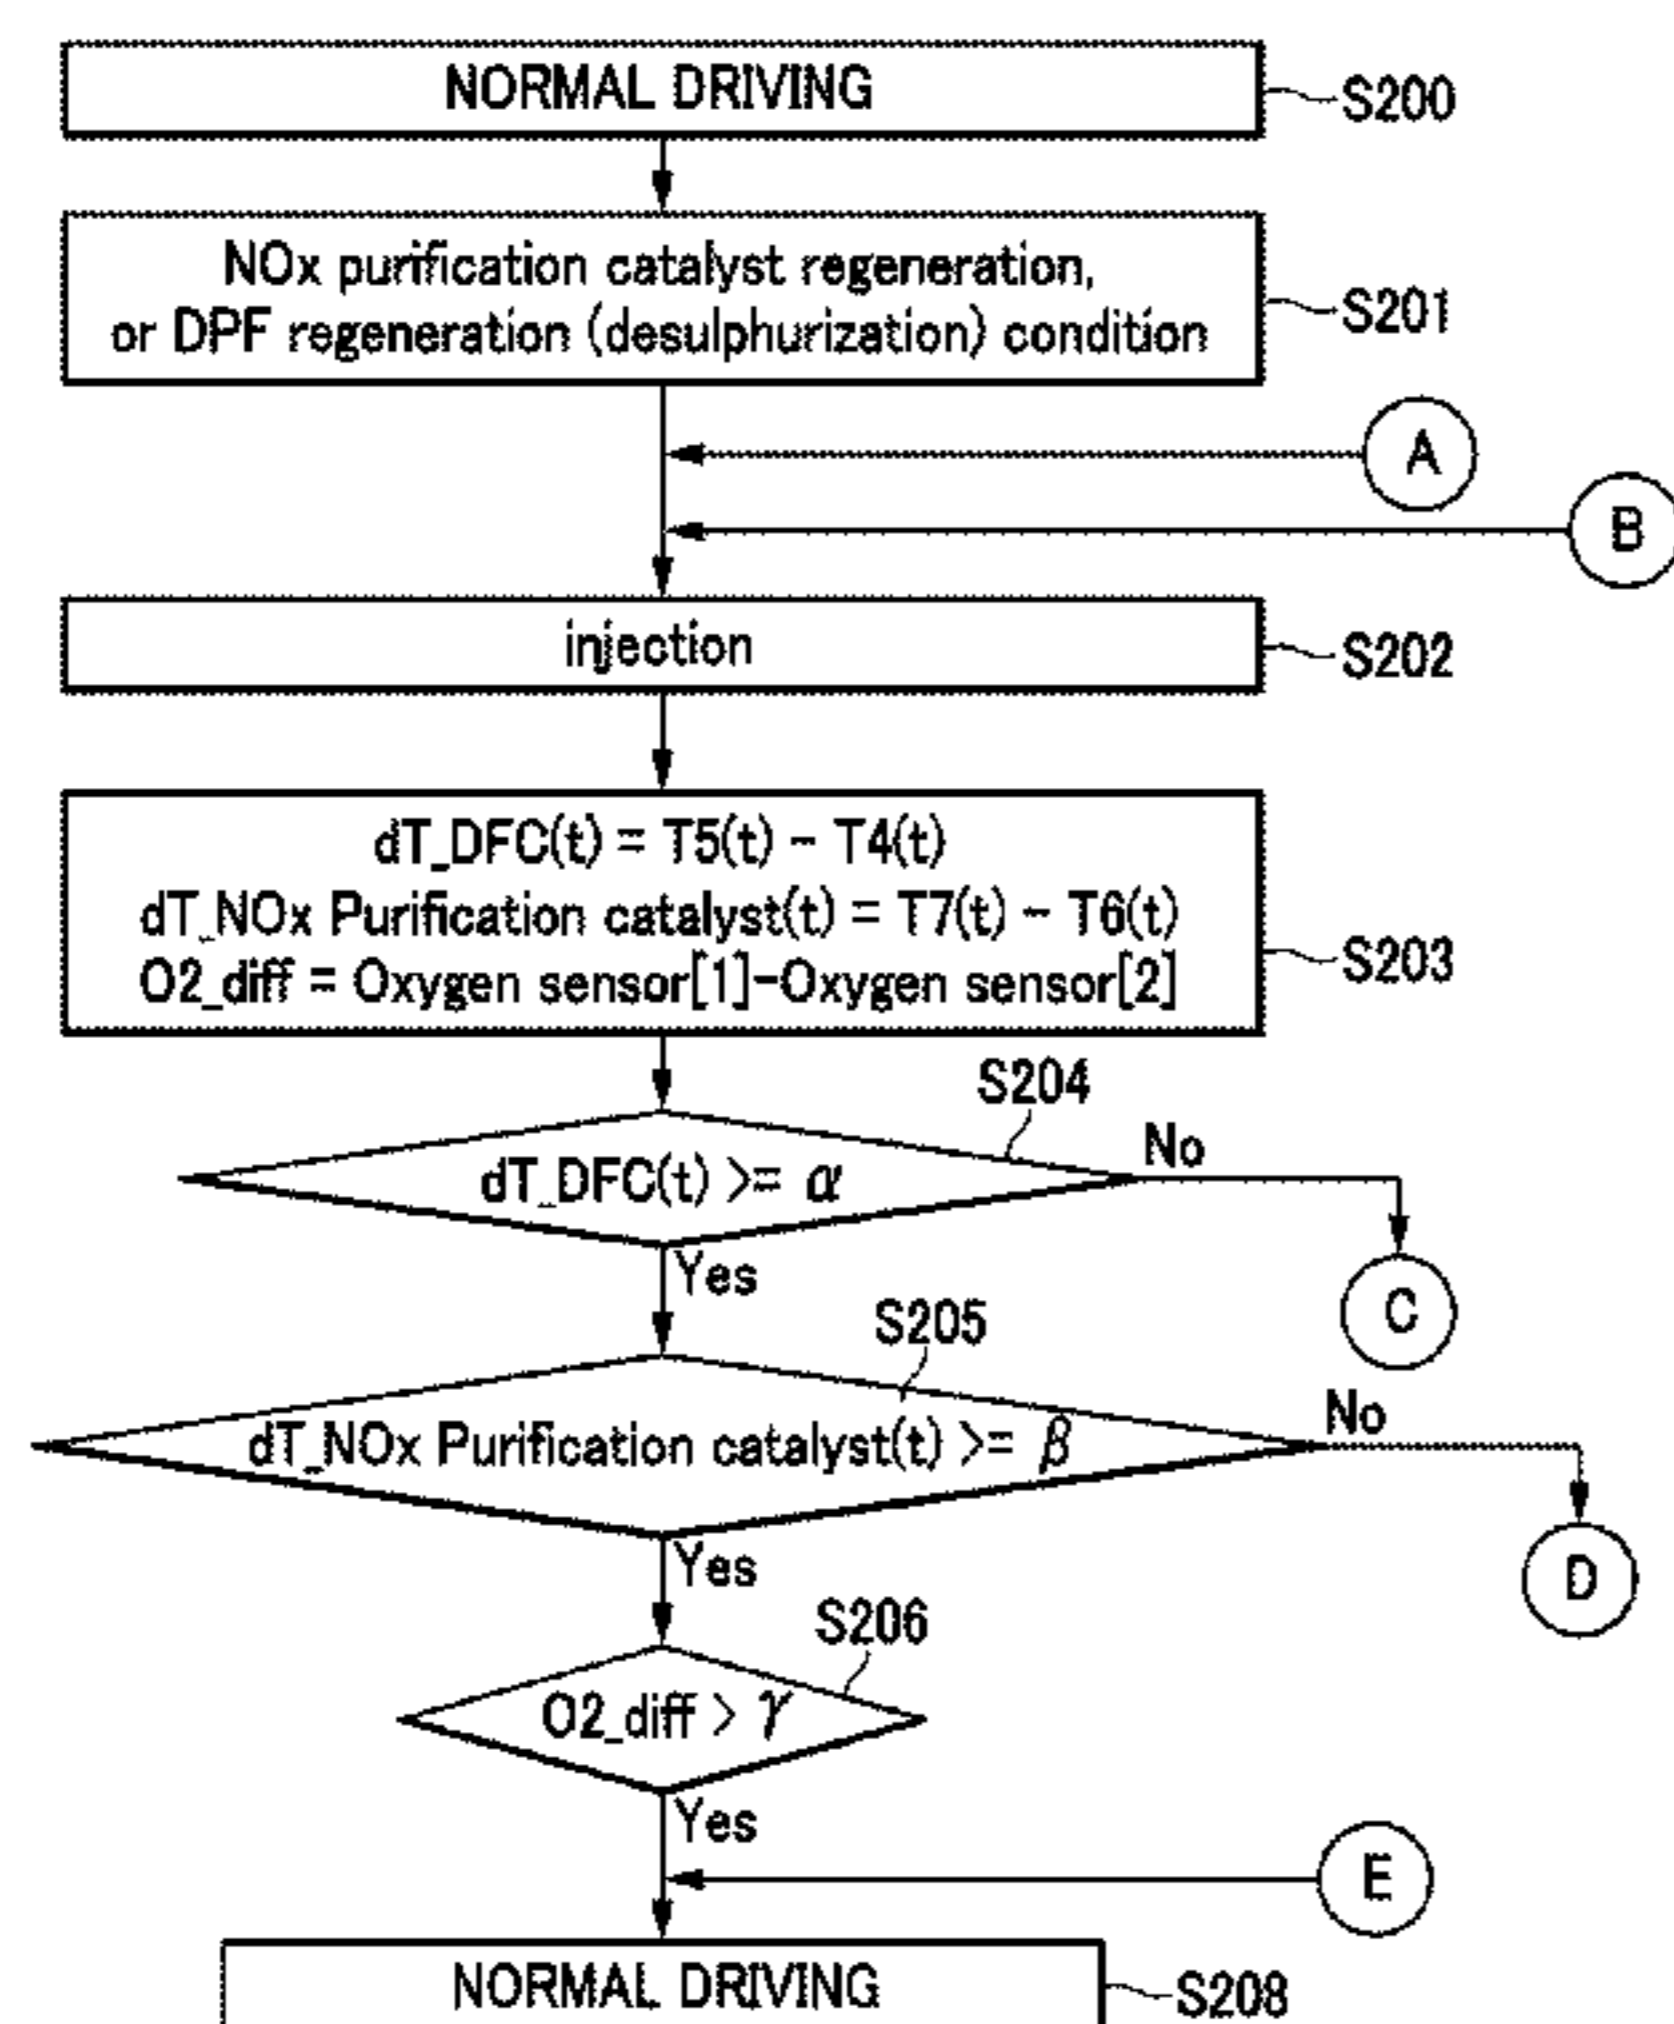 NORMAL DRIVING
S200
NOx purification catalyst regeneration,
or DPF regeneration (desulphurization) condition
S201
A
B
injection
S202
dT_DFC(t) = T5(t) - T4(t)
dT_NOx Purification catalyst(t) = T7(t) - T6(t)
O2_diff = Oxygen sensor[1]-Oxygen sensor[2]
S203
S204
dT_DFC(t) >= α
No
Yes
C
S205
dT_NOx Purification catalyst(t) >= β
No
Yes
D
S206
O2_diff > γ
Yes
E
NORMAL DRIVING
S208